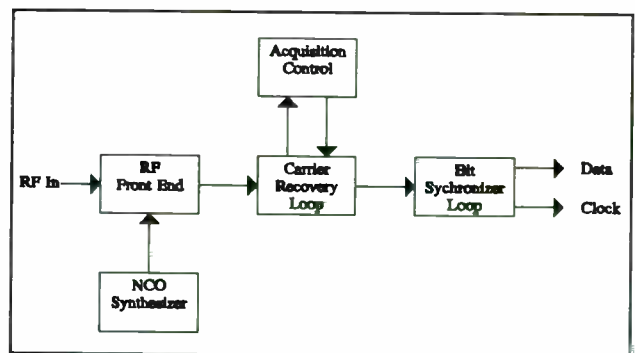 Acquisition
Control
RF In
RF
Front End
Carrier
Recovery
Loop
Bit
Sychronizer
Loop
Data
Clock
NCO
Synthesizer